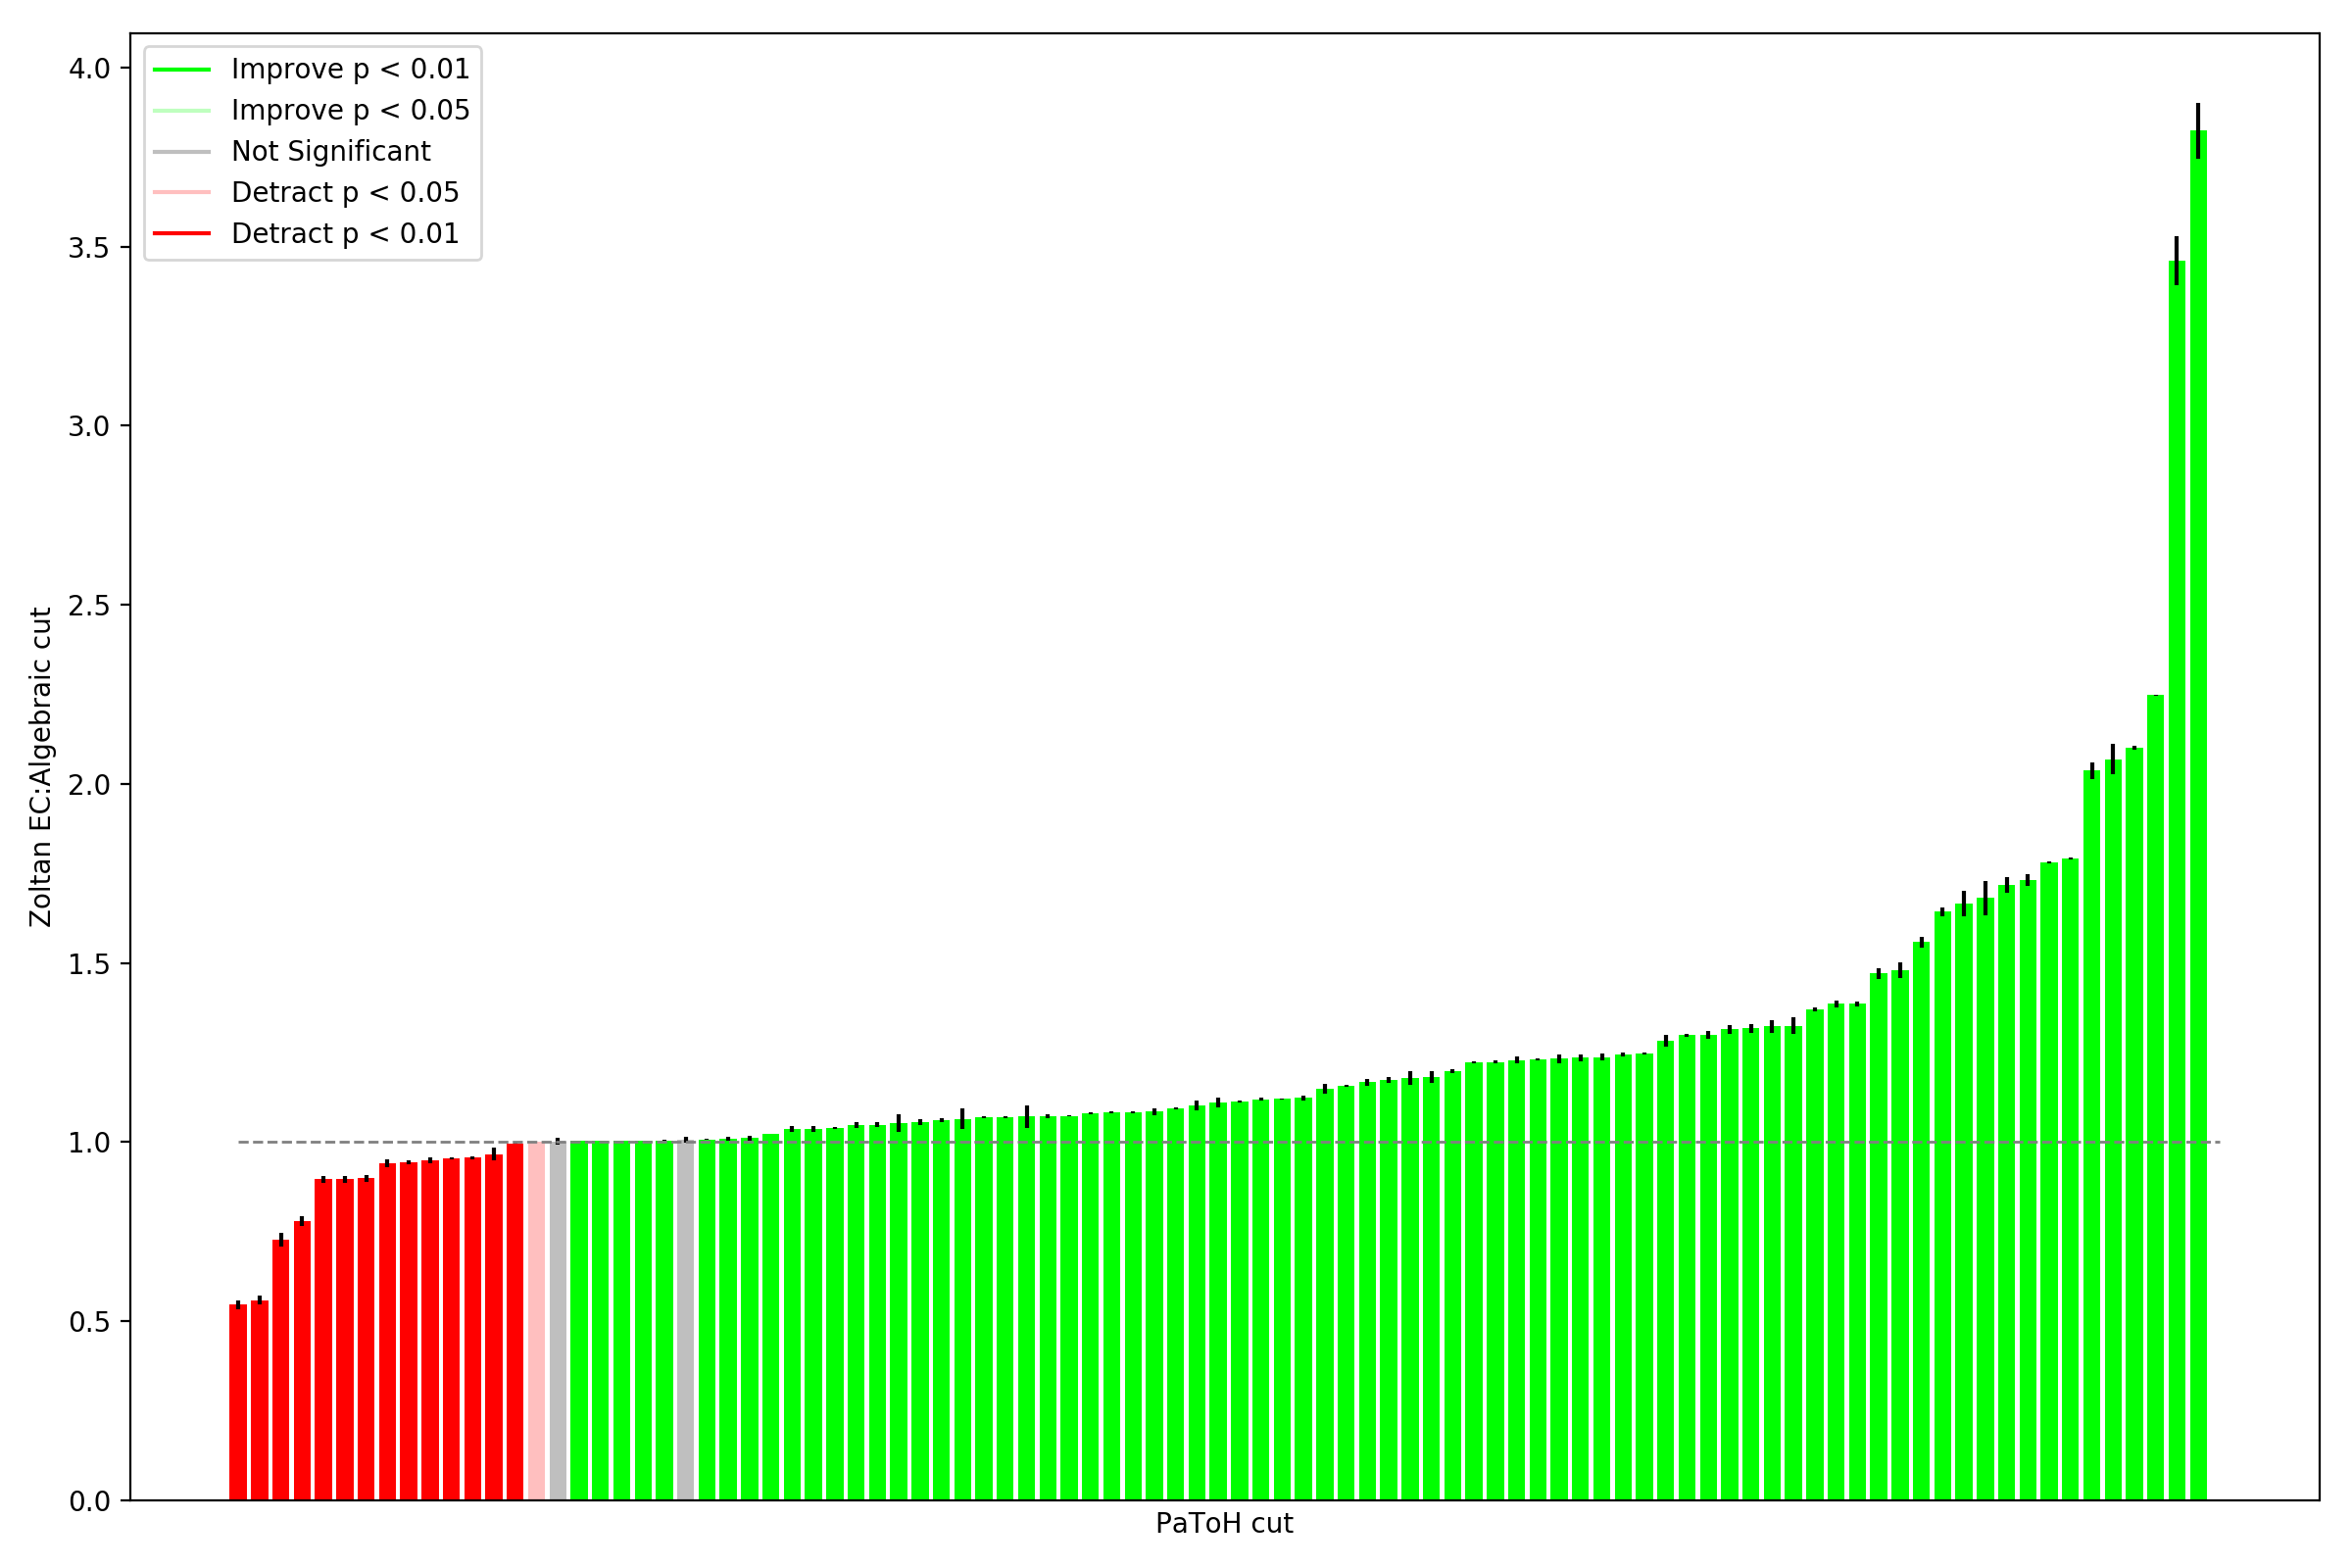 Improve p < 0.01
Improve p < 0.05
Not Significant
Detract p < 0.05
Detract p < 0.01
4.0
3.5
3.0
2.5
2.0
1.5
1.0
0.5
0.0
Zoltan EC:Algebraic cut
PaToH cut